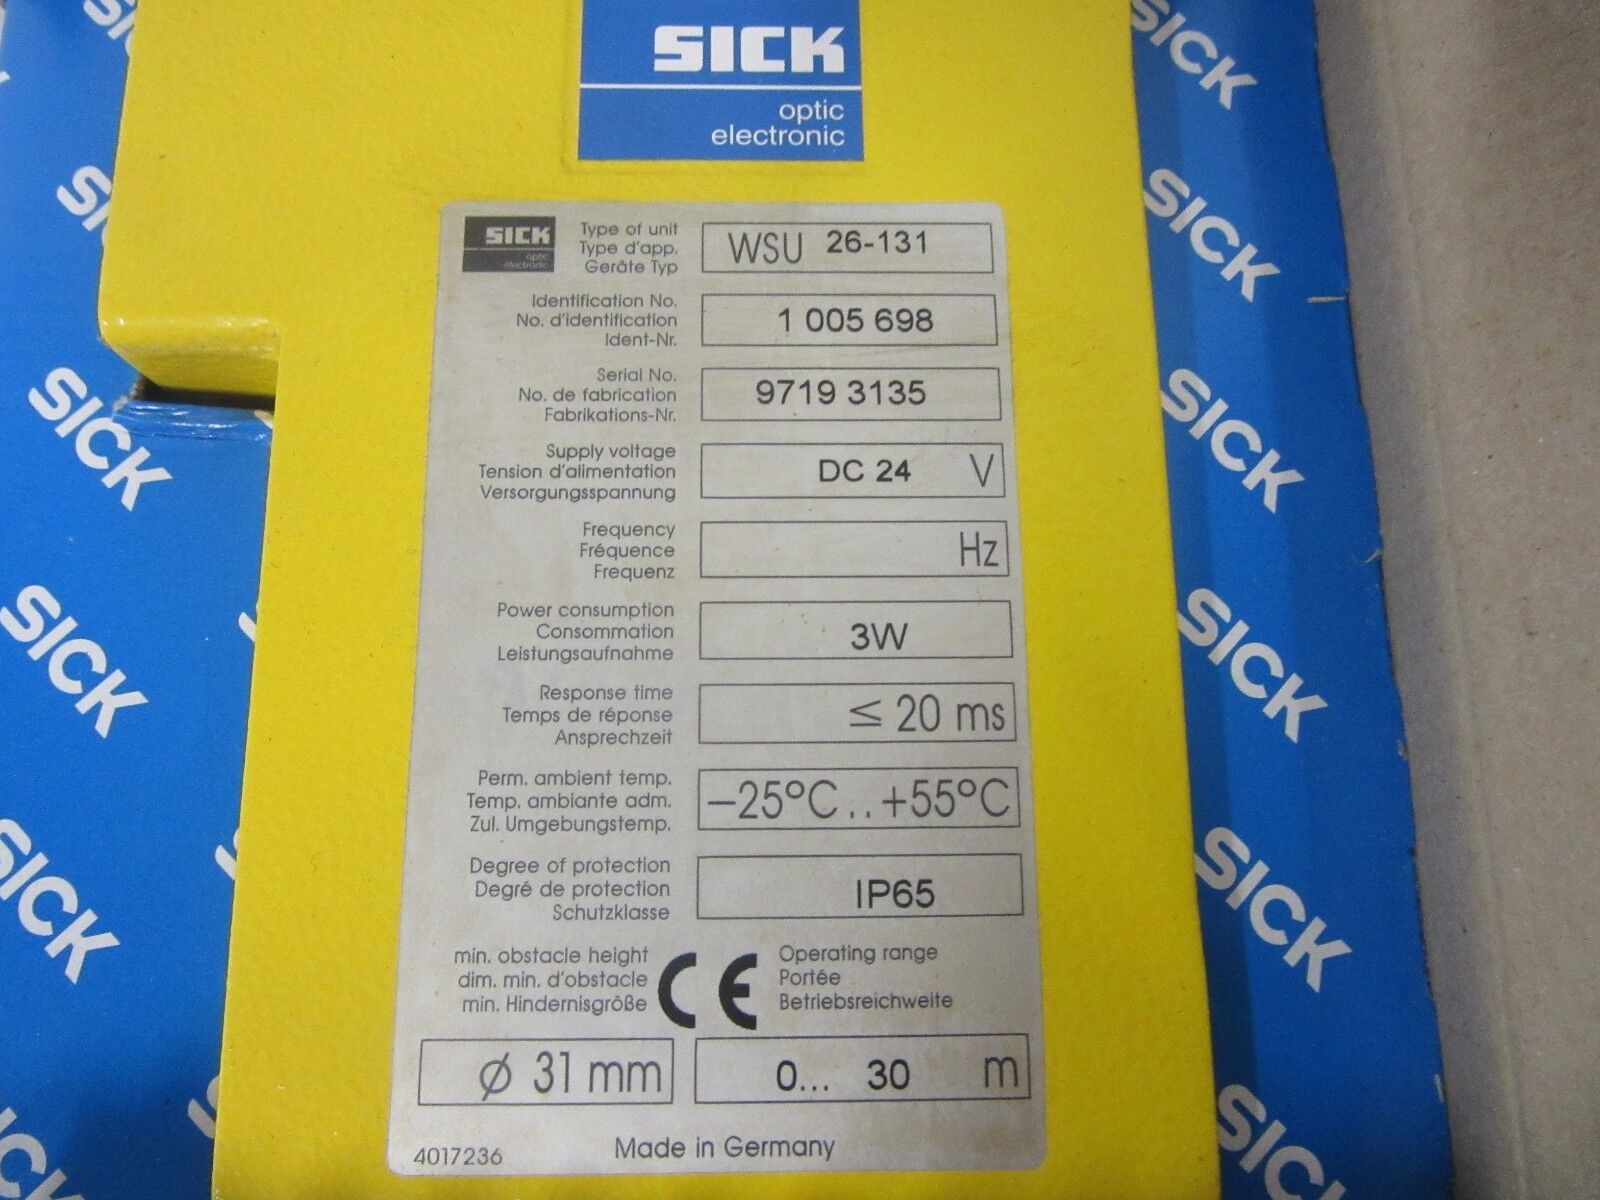 SICK
optic
electronic
SICK
optic
electronic
Type of unit
Type d'app.
Geräte Typ
WSU 26-131
Identification No.
No. d'identification
Ident-Nr.
1 005 698
Serial No.
No. de fabrication
Fabrikations-Nr.
9719 3135
Supply voltage
Tension d'alimentation
Versorgungsspannung
DC 24 V
Frequency
Fréquence
Frequenz
Hz
Power consumption
Consommation
Leistungsaufnahme
3W
Response time
Temps de réponse
Ansprechzeit
≤ 20 ms
Perm. ambient temp.
Temp. ambiante adm.
Zul. Umgebungstemp.
–25°C..+55°C
Degree of protection
Degré de protection
Schutzklasse
IP65
min. obstacle height
dim. min. d'obstacle
min. Hindernisgröße
CE
Operating range
Portée
Betriebsreichweite
ø 31 mm
0... 30 m
4017236
Made in Germany
SICK
SICK
SICK
SICK
SICK
SICK
SICK
SICK
SICK